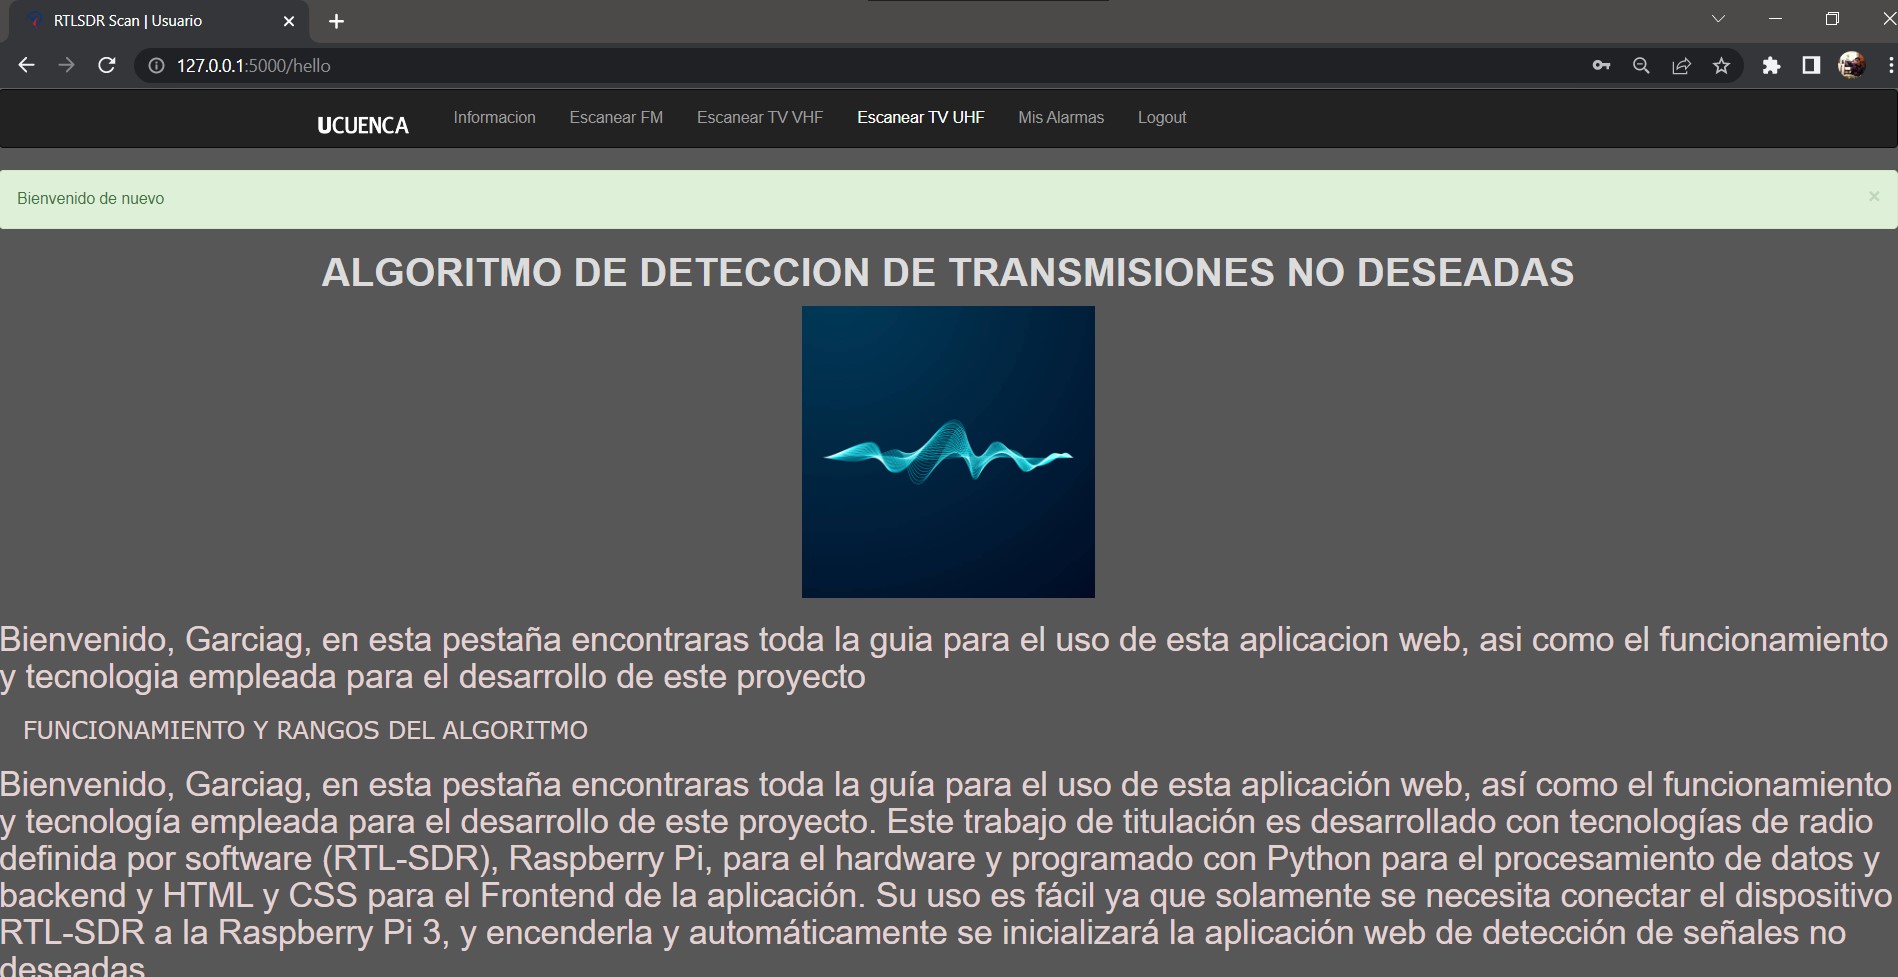 RTLSDR Scan | Usuario
127.0.0.1:5000/hello
UCUENCA Informacion Escanear FM Escanear TV VHF Escanear TV UHF Mis Alarmas Logout
Bienvenido de nuevo
ALGORITMO DE DETECCION DE TRANSMISIONES NO DESEADAS
Bienvenido, Garciag, en esta pestaña encontraras toda la guia para el uso de esta aplicacion web, asi como el funcionamiento
y tecnologia empleada para el desarrollo de este proyecto
FUNCIONAMIENTO Y RANGOS DEL ALGORITMO
Bienvenido, Garciag, en esta pestaña encontraras toda la guía para el uso de esta aplicación web, así como el funcionamiento
y tecnología empleada para el desarrollo de este proyecto. Este trabajo de titulación es desarrollado con tecnologías de radio
definida por software (RTL-SDR), Raspberry Pi, para el hardware y programado con Python para el procesamiento de datos y
backend y HTML y CSS para el Frontend de la aplicación. Su uso es fácil ya que solamente se necesita conectar el dispositivo
RTL-SDR a la Raspberry Pi 3, y encenderla y automáticamente se inicializará la aplicación web de detección de señales no
deseadas